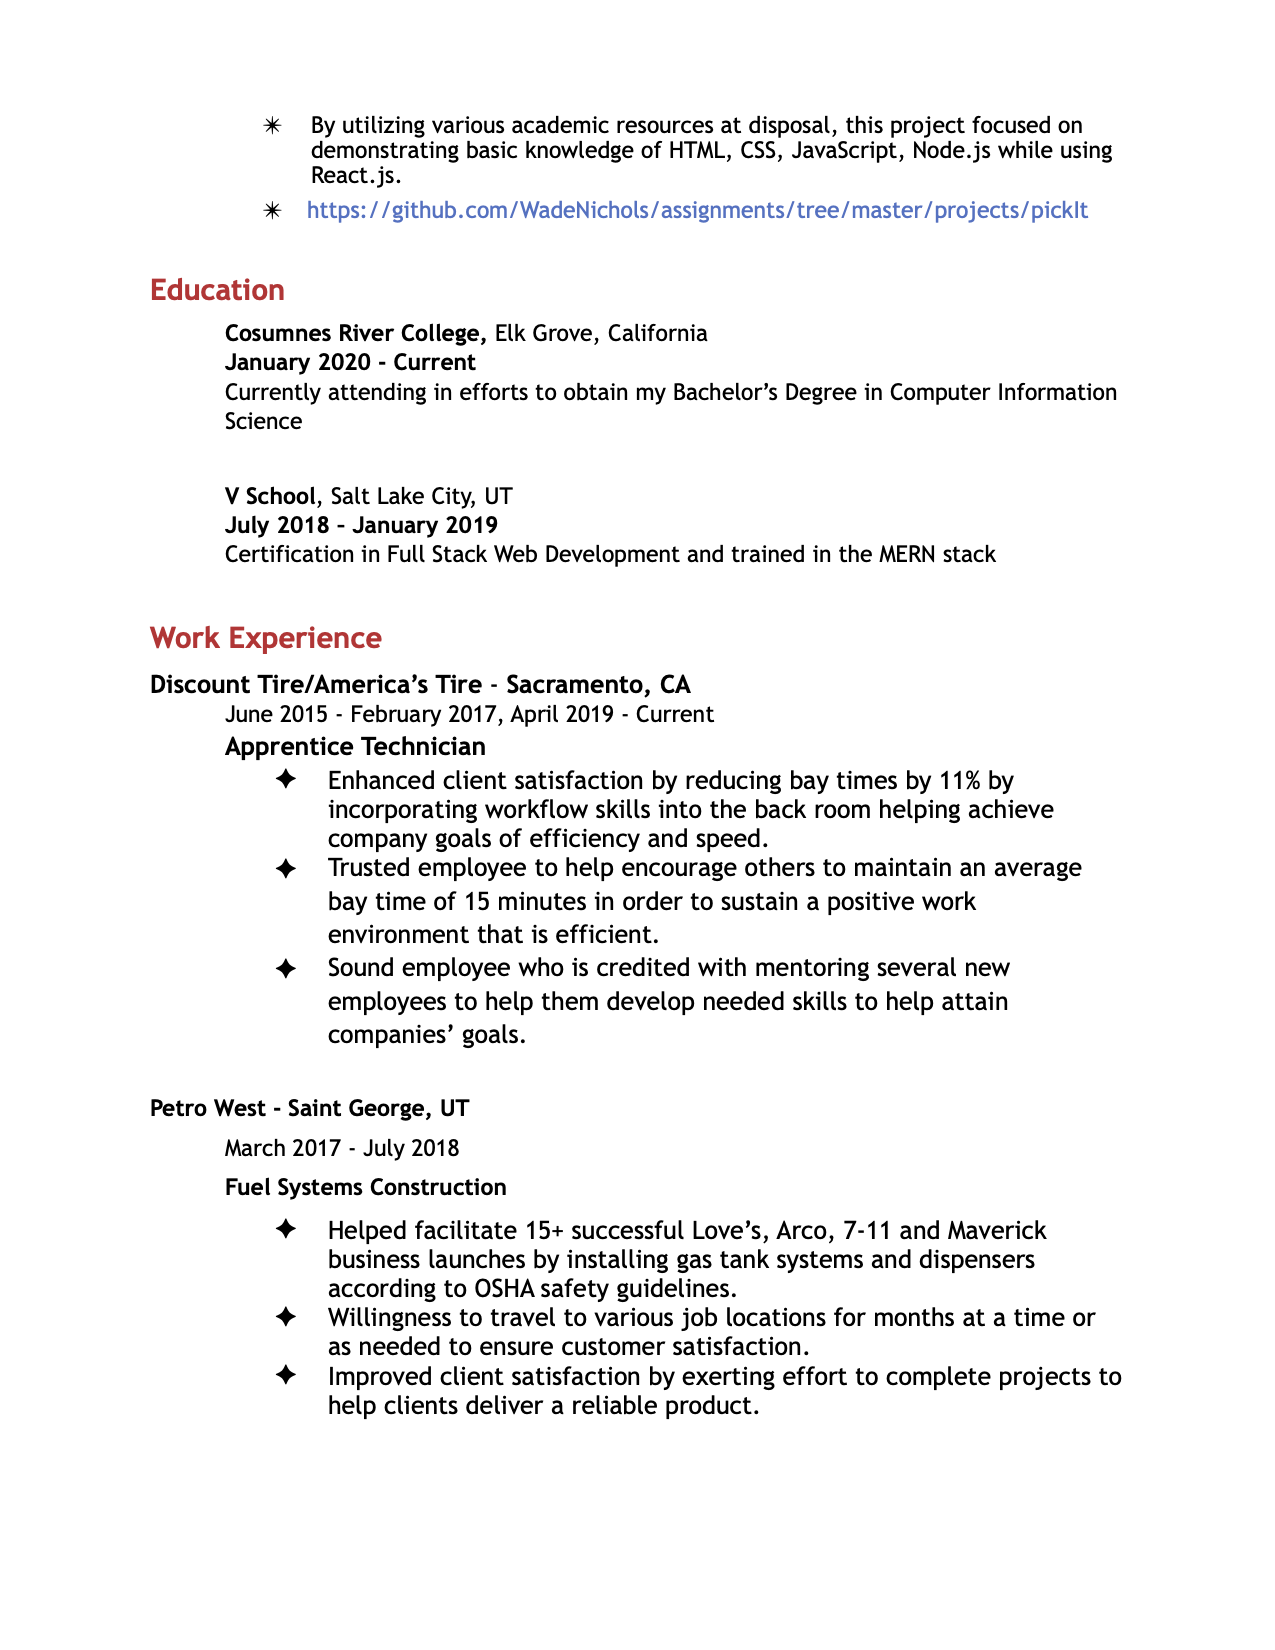 ✴ By utilizing various academic resources at disposal, this project focused on
demonstrating basic knowledge of HTML, CSS, JavaScript, Node.js while using
React.js.
✴ https://github.com/WadeNichols/assignments/tree/master/projects/pickIt
Education
Cosumnes River College, Elk Grove, California
January 2020 - Current
Currently attending in efforts to obtain my Bachelor’s Degree in Computer Information
Science
V School, Salt Lake City, UT
July 2018 – January 2019
Certification in Full Stack Web Development and trained in the MERN stack
Work Experience
Discount Tire/America’s Tire - Sacramento, CA
June 2015 - February 2017, April 2019 - Current
Apprentice Technician
✦ Enhanced client satisfaction by reducing bay times by 11% by
incorporating workflow skills into the back room helping achieve
company goals of efficiency and speed.
✦ Trusted employee to help encourage others to maintain an average
bay time of 15 minutes in order to sustain a positive work
environment that is efficient.
✦ Sound employee who is credited with mentoring several new
employees to help them develop needed skills to help attain
companies’ goals.
Petro West - Saint George, UT
March 2017 - July 2018
Fuel Systems Construction
✦ Helped facilitate 15+ successful Love’s, Arco, 7-11 and Maverick
business launches by installing gas tank systems and dispensers
according to OSHA safety guidelines.
✦ Willingness to travel to various job locations for months at a time or
as needed to ensure customer satisfaction.
✦ Improved client satisfaction by exerting effort to complete projects to
help clients deliver a reliable product.